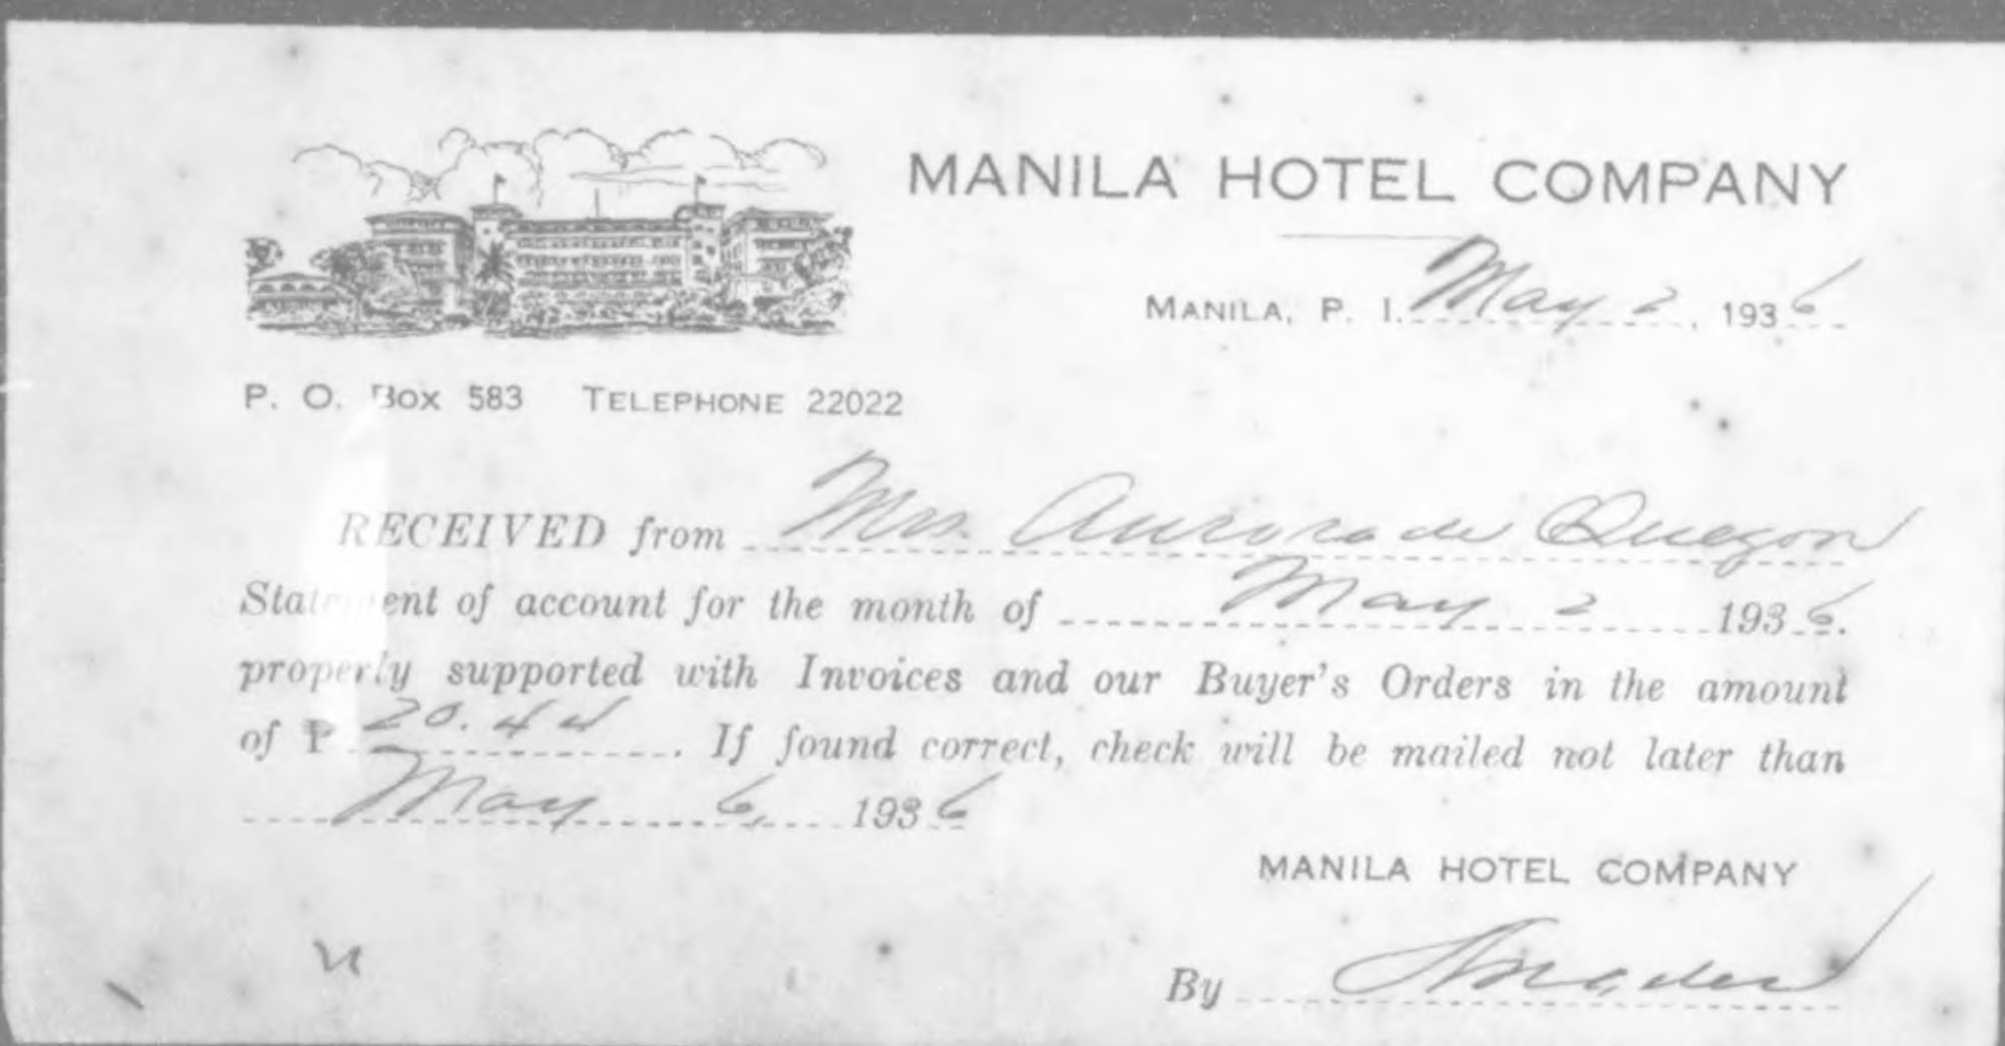 MANILA HOTEL COMPANY
MANILA, P. I. May 2, 1936
P. O. Box 583 TELEPHONE 22022
RECEIVED from Mrs. Aurora de Quezon
Statement of account for the month of May 2 1936.
properly supported with Invoices and our Buyer's Orders in the amount
of ₱ 20.44. If found correct, check will be mailed not later than
May 6, 1936
MANILA HOTEL COMPANY
By